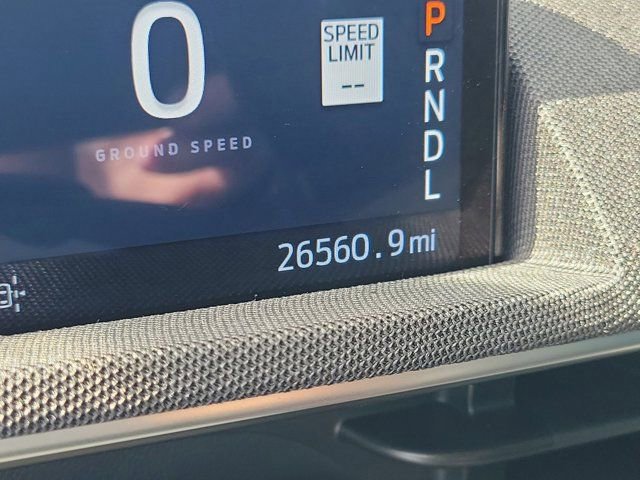 0
GROUND SPEED
SPEED
LIMIT
--
P
R
N
D
L
26560.9mi